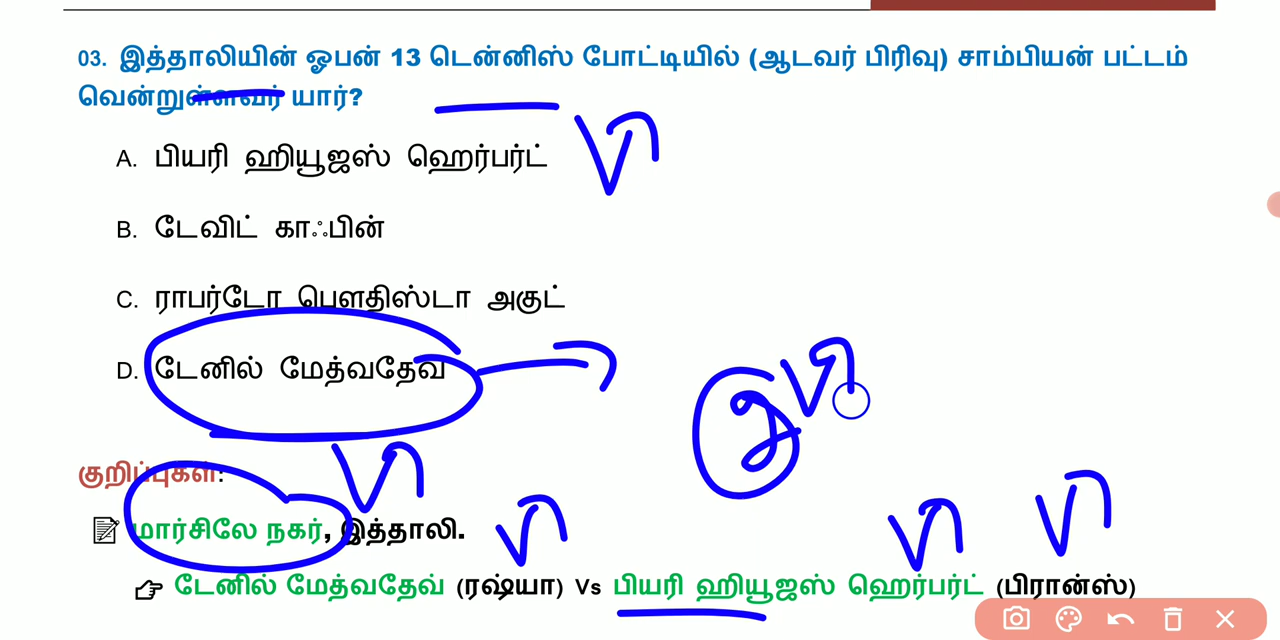 03. இத்தாலியின் ஓபன் 13 டென்னிஸ் போட்டியில் (ஆடவர் பிரிவு) சாம்பியன் பட்டம்
வென்றுள்ளவர் யார்?
A. பியரி ஹியூஜஸ் ஹெர்பர்ட்
B. டேவிட் காஃபின்
C. ராபர்டோ பௌதிஸ்டா அகுட்
D. டேனில் மேத்வதேவ்
குறிப்புகள்:
மார்சிலே நகர், இத்தாலி.
டேனில் மேத்வதேவ் (ரஷ்யா) Vs பியரி ஹியூஜஸ் ஹெர்பர்ட் (பிரான்ஸ்)